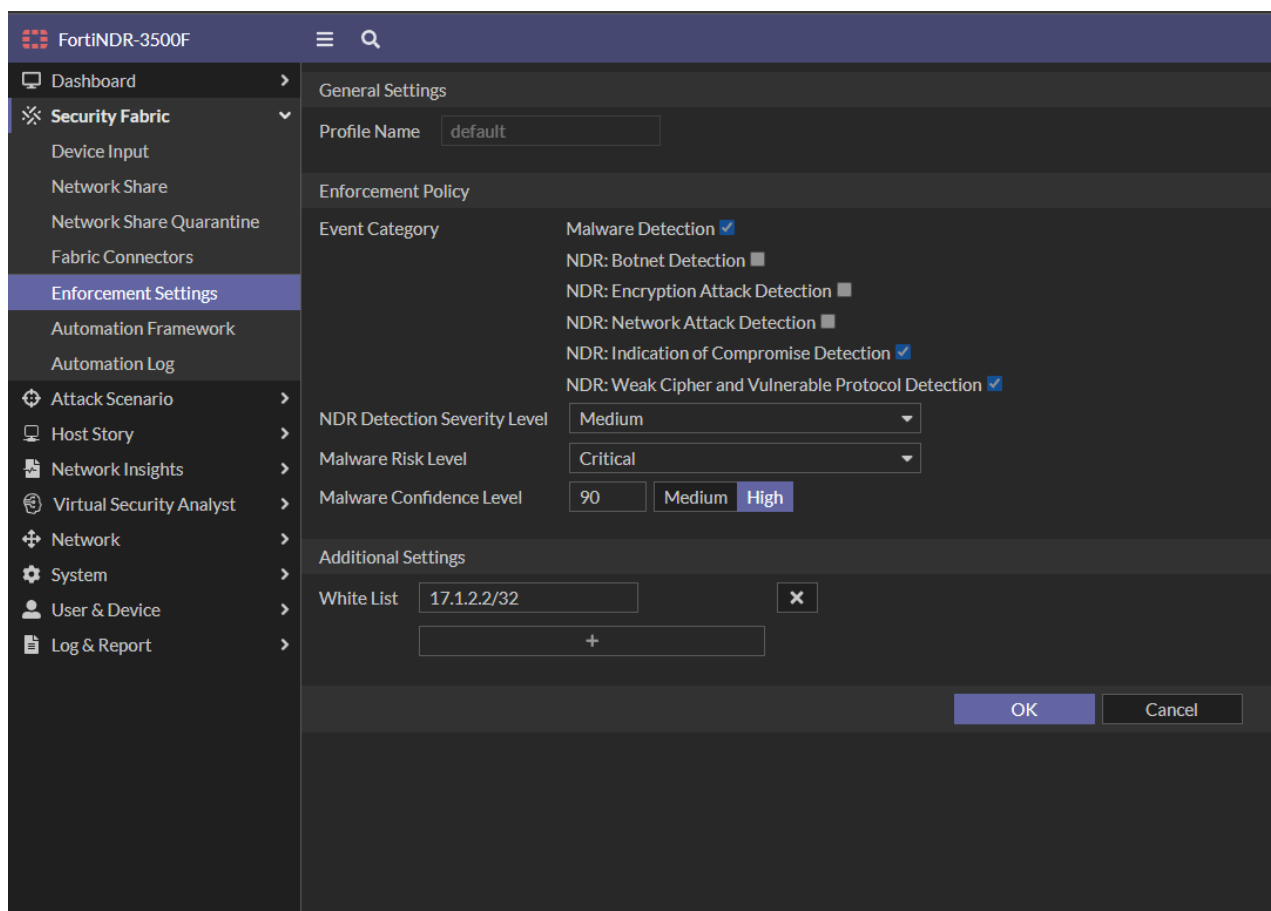 FortiNDR-3500F
Dashboard
Security Fabric
Device Input
Network Share
Network Share Quarantine
Fabric Connectors
Enforcement Settings
Automation Framework
Automation Log
Attack Scenario
Host Story
Network Insights
Virtual Security Analyst
Network
System
User & Device
Log & Report
General Settings
Profile Name default
Enforcement Policy
Event Category Malware Detection
NDR: Botnet Detection
NDR: Encryption Attack Detection
NDR: Network Attack Detection
NDR: Indication of Compromise Detection
NDR: Weak Cipher and Vulnerable Protocol Detection
NDR Detection Severity Level Medium
Malware Risk Level Critical
Malware Confidence Level 90 Medium High
Additional Settings
White List 17.1.2.2/32
+
OK Cancel